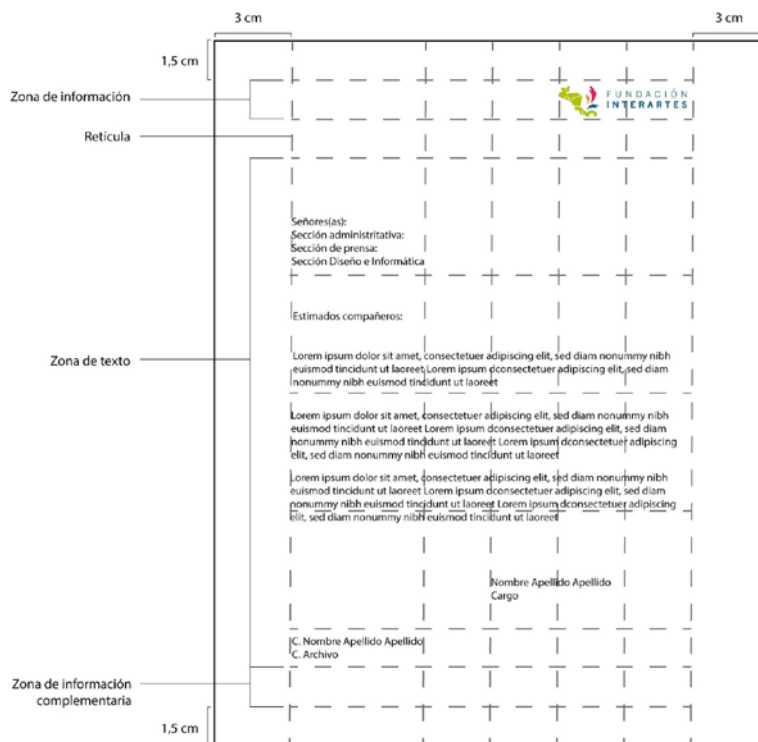 3 cm
3 cm
1,5 cm
Zona de información
FUNDACIÓN
INTERARTES
Retícula
Señores(as):
Sección administritativa:
Sección de prensa:
Sección Diseño e Informática
Estimados compañeros:
Zona de texto
Lorem ipsum dolor sit amet, consectetuer adipiscing elit, sed diam nonummy nibh
euismod tincidunt ut laoreet Lorem ipsum dconsectetuer adipiscing elit, sed diam
nonummy nibh euismod tincidunt ut laoreet
Lorem ipsum dolor sit amet, consectetuer adipiscing elit, sed diam nonummy nibh
euismod tincidunt ut laoreet Lorem ipsum dconsectetuer adipiscing elit, sed diam
nonummy nibh euismod tincidunt ut laoreet Lorem ipsum dconsectetuer adipiscing
elit, sed diam nonummy nibh euismod tincidunt ut laoreet
Lorem ipsum dolor sit amet, consectetuer adipiscing elit, sed diam nonummy nibh
euismod tincidunt ut laoreet Lorem ipsum dconsectetuer adipiscing elit, sed diam
nonummy nibh euismod tincidunt ut laoreet Lorem ipsum dconsectetuer adipiscing
elit, sed diam nonummy nibh euismod tincidunt ut laoreet
Nombre Apellido Apellido
Cargo
C. Nombre Apellido Apellido
C. Archivo
Zona de información
complementaria
1,5 cm